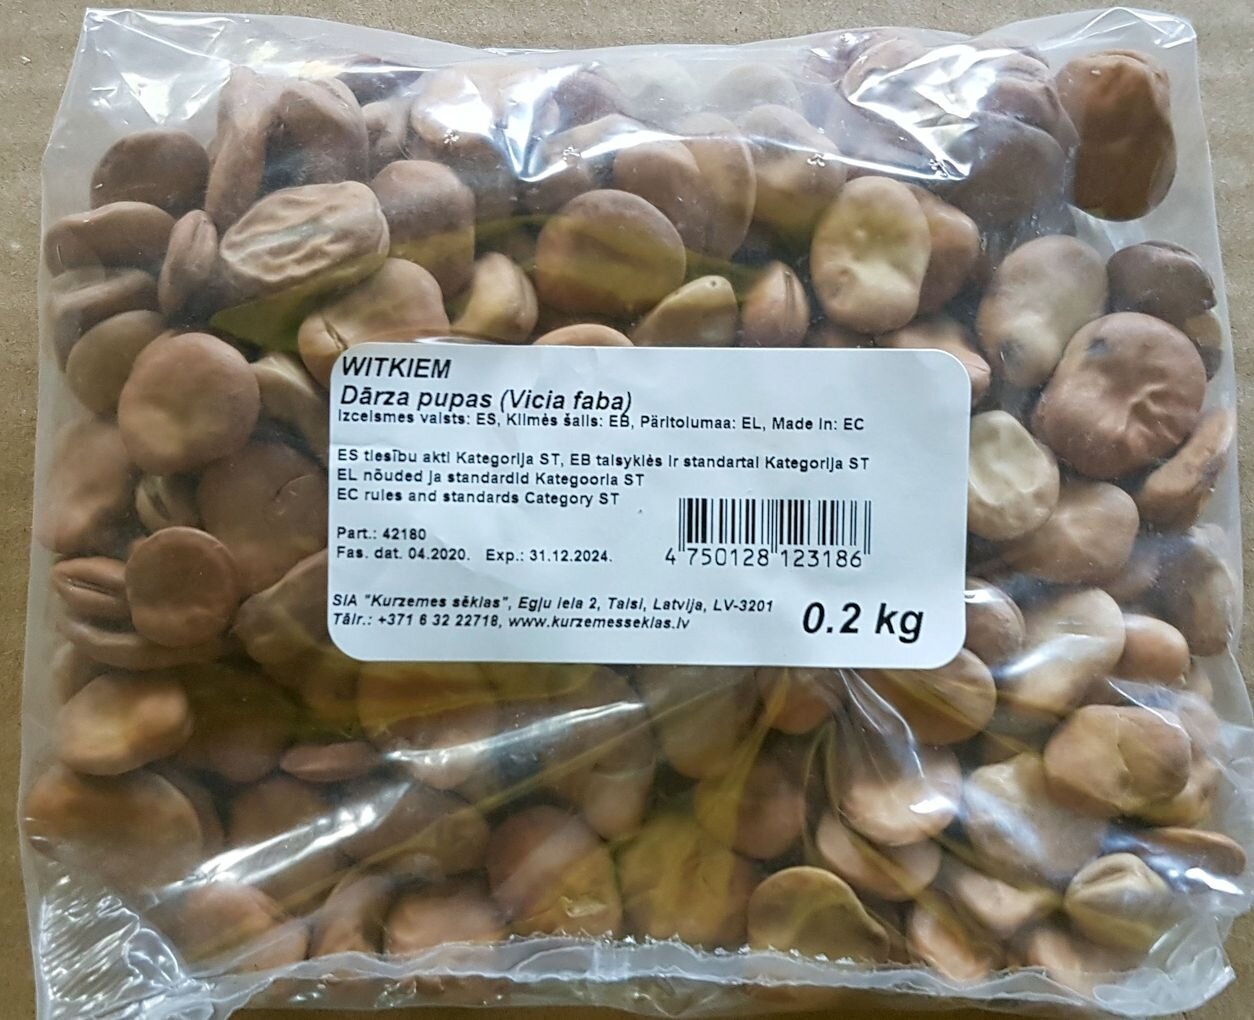 WITKIEM
Dārza pupas (Vicia faba)
Izcelsmes valsts: ES, Kilmės šalis: EB, Päritolumaa: EL, Made in: EC
ES tiesību akti Kategorija ST, EB taisyklės ir standartai Kategorija ST
EL nõuded ja standardid Kategooria ST
EC rules and standards Category ST
Part.: 42180
Fas. dat. 04.2020. Exp.: 31.12.2024.
4 750128 123186
SIA "Kurzemes sēklas", Egļu iela 2, Talsi, Latvija, LV-3201
Tālr.: +371 6 32 22718, www.kurzemesseklas.lv
0.2 kg